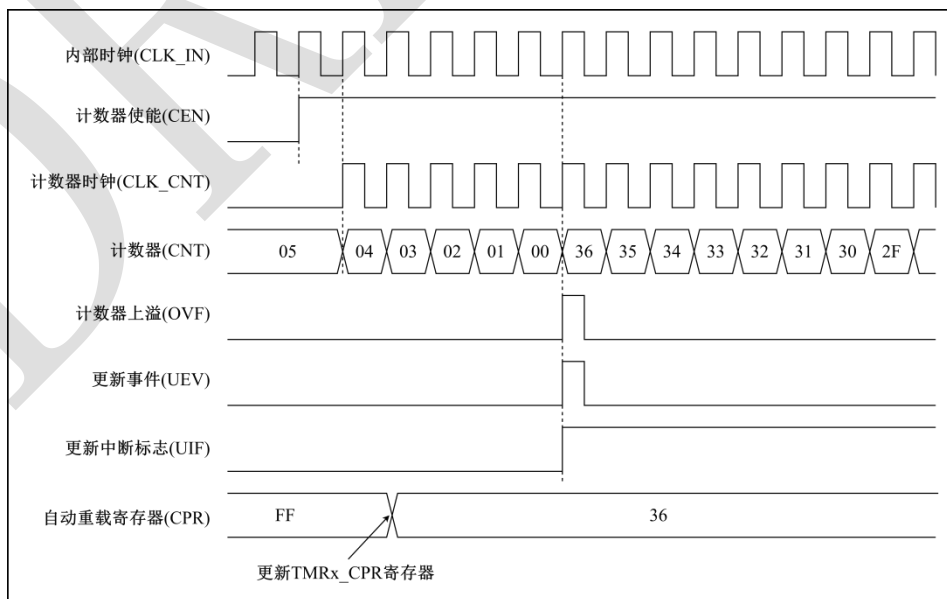 内部时钟(CLK_IN)
计数器使能(CEN)
计数器时钟(CLK_CNT)
计数器(CNT) 05 04 03 02 01 00 36 35 34 33 32 31 30 2F
计数器上溢(OVF)
更新事件(UEV)
更新中断标志(UIF)
自动重载寄存器(CPR) FF 36
更新TMRx_CPR寄存器